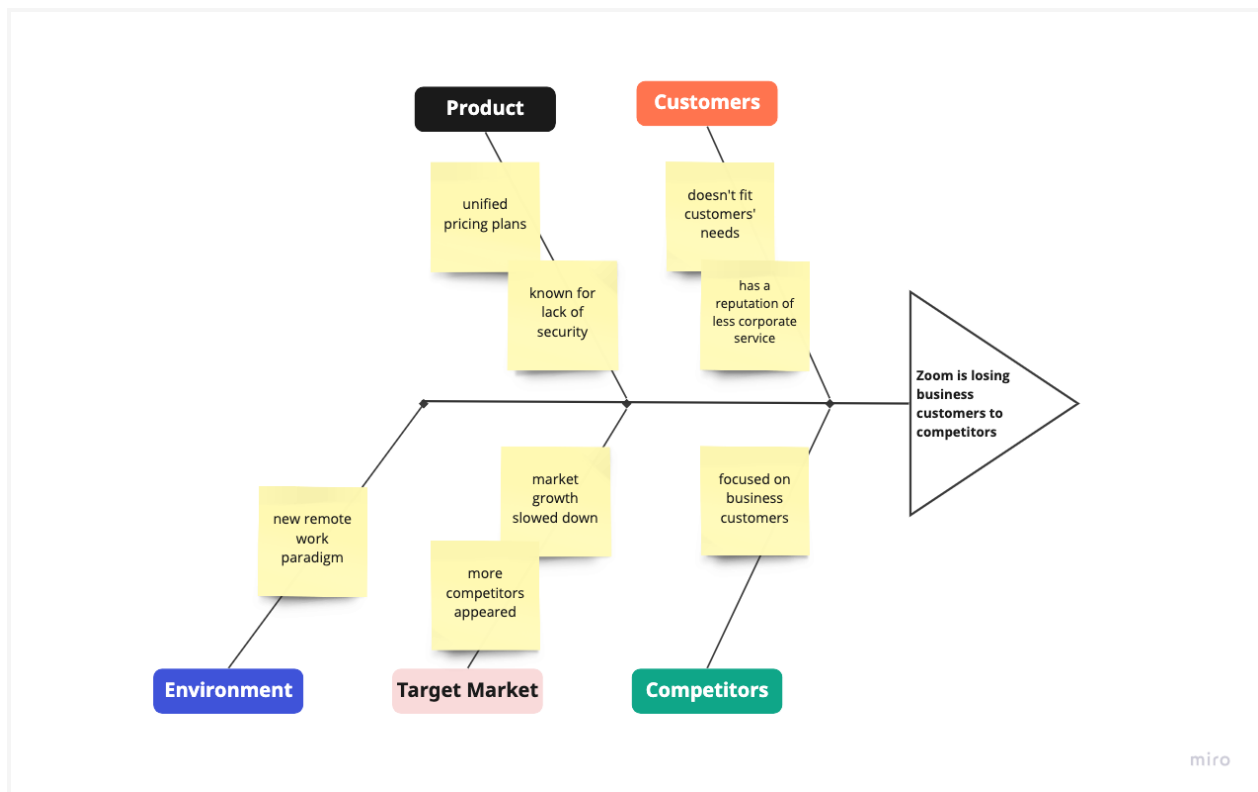 Product
Customers
unified
pricing plans
known for
lack of
security
doesn't fit
customers'
needs
has a
reputation of
less corporate
service
Zoom is losing
business
customers to
competitors
new remote
work
paradigm
market
growth
slowed down
more
competitors
appeared
focused on
business
customers
Environment
Target Market
Competitors
miro